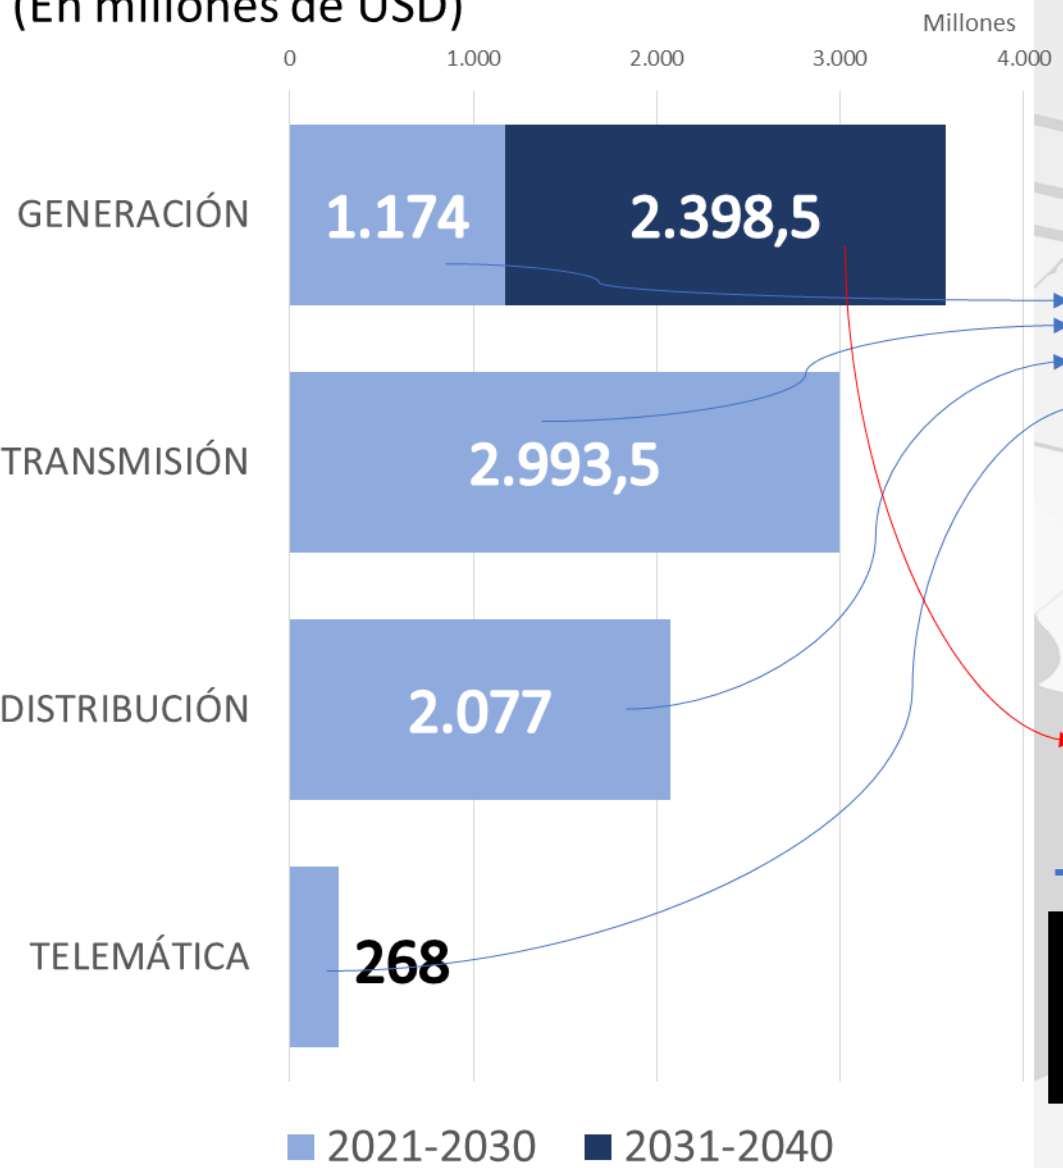 (En millones de USD)
Millones
0 1.000 2.000 3.000 4.000
GENERACIÓN 1.174 2.398,5
TRANSMISIÓN 2.993,5
DISTRIBUCIÓN 2.077
TELEMÁTICA 268
2021-2030 2031-2040